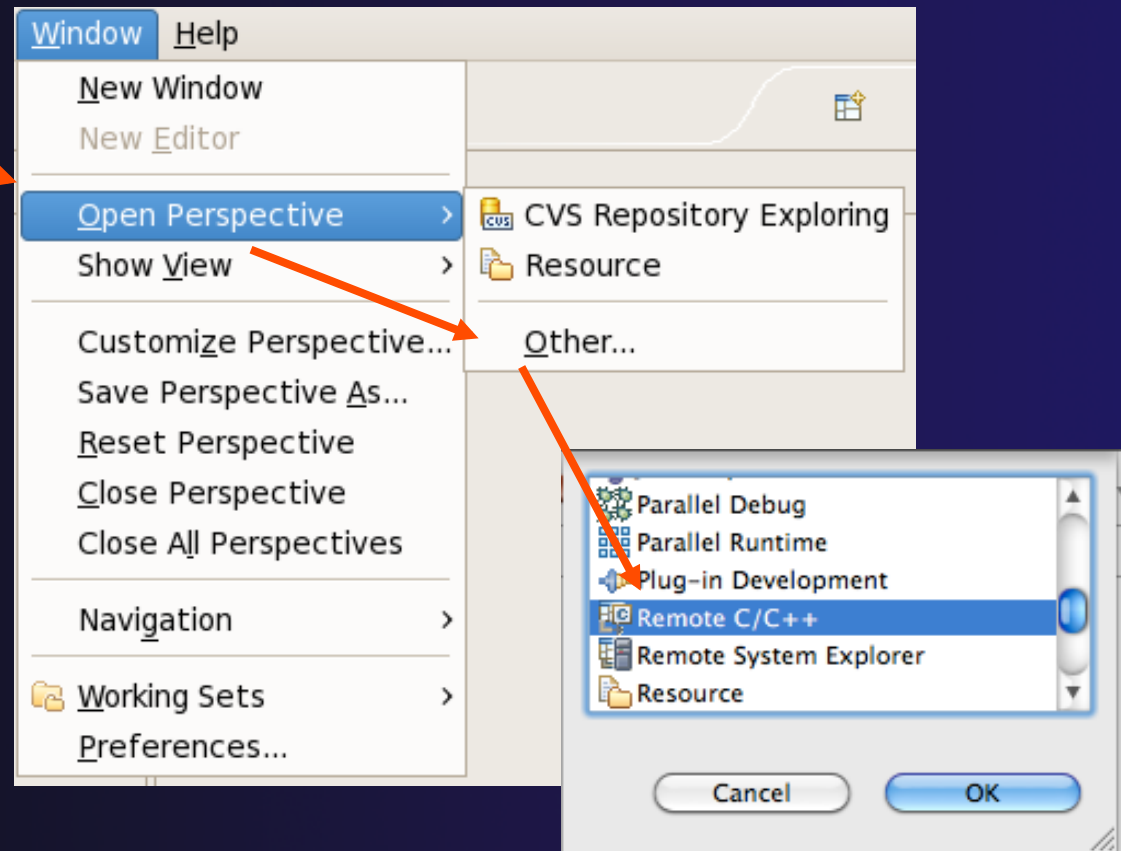 Window Help
New Window
New Editor
Open Perspective >
Show View >
Customize Perspective...
Save Perspective As...
Reset Perspective
Close Perspective
Close All Perspectives
Navigation >
Working Sets >
Preferences...
CVS CVS Repository Exploring
Resource
Other...
Parallel Debug
Parallel Runtime
Plug-in Development
Remote C/C++
Remote System Explorer
Resource
Cancel OK